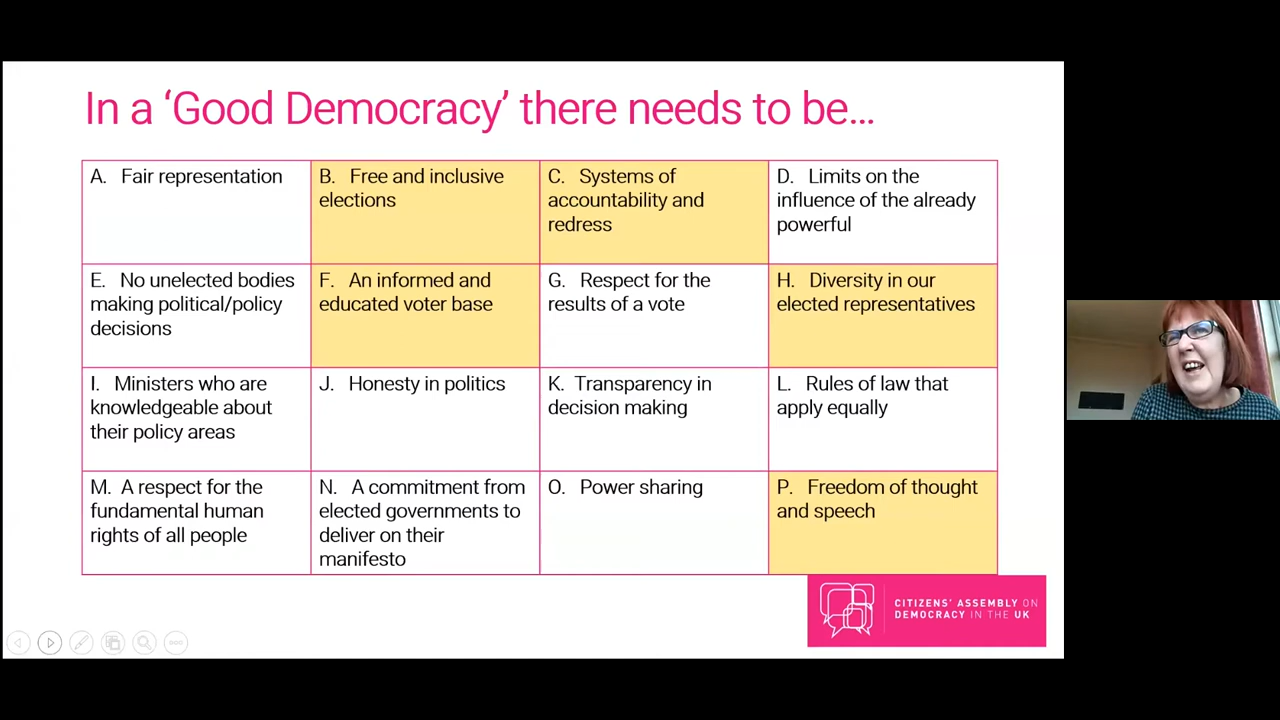 In a ‘Good Democracy’ there needs to be...
A. Fair representation
B. Free and inclusive
elections
C. Systems of
accountability and
redress
D. Limits on the
influence of the already
powerful
E. No unelected bodies
making political/policy
decisions
F. An informed and
educated voter base
G. Respect for the
results of a vote
H. Diversity in our
elected representatives
I. Ministers who are
knowledgeable about
their policy areas
J. Honesty in politics
K. Transparency in
decision making
L. Rules of law that
apply equally
M. A respect for the
fundamental human
rights of all people
N. A commitment from
elected governments to
deliver on their
manifesto
O. Power sharing
P. Freedom of thought
and speech
CITIZENS’ ASSEMBLY ON
DEMOCRACY IN THE UK